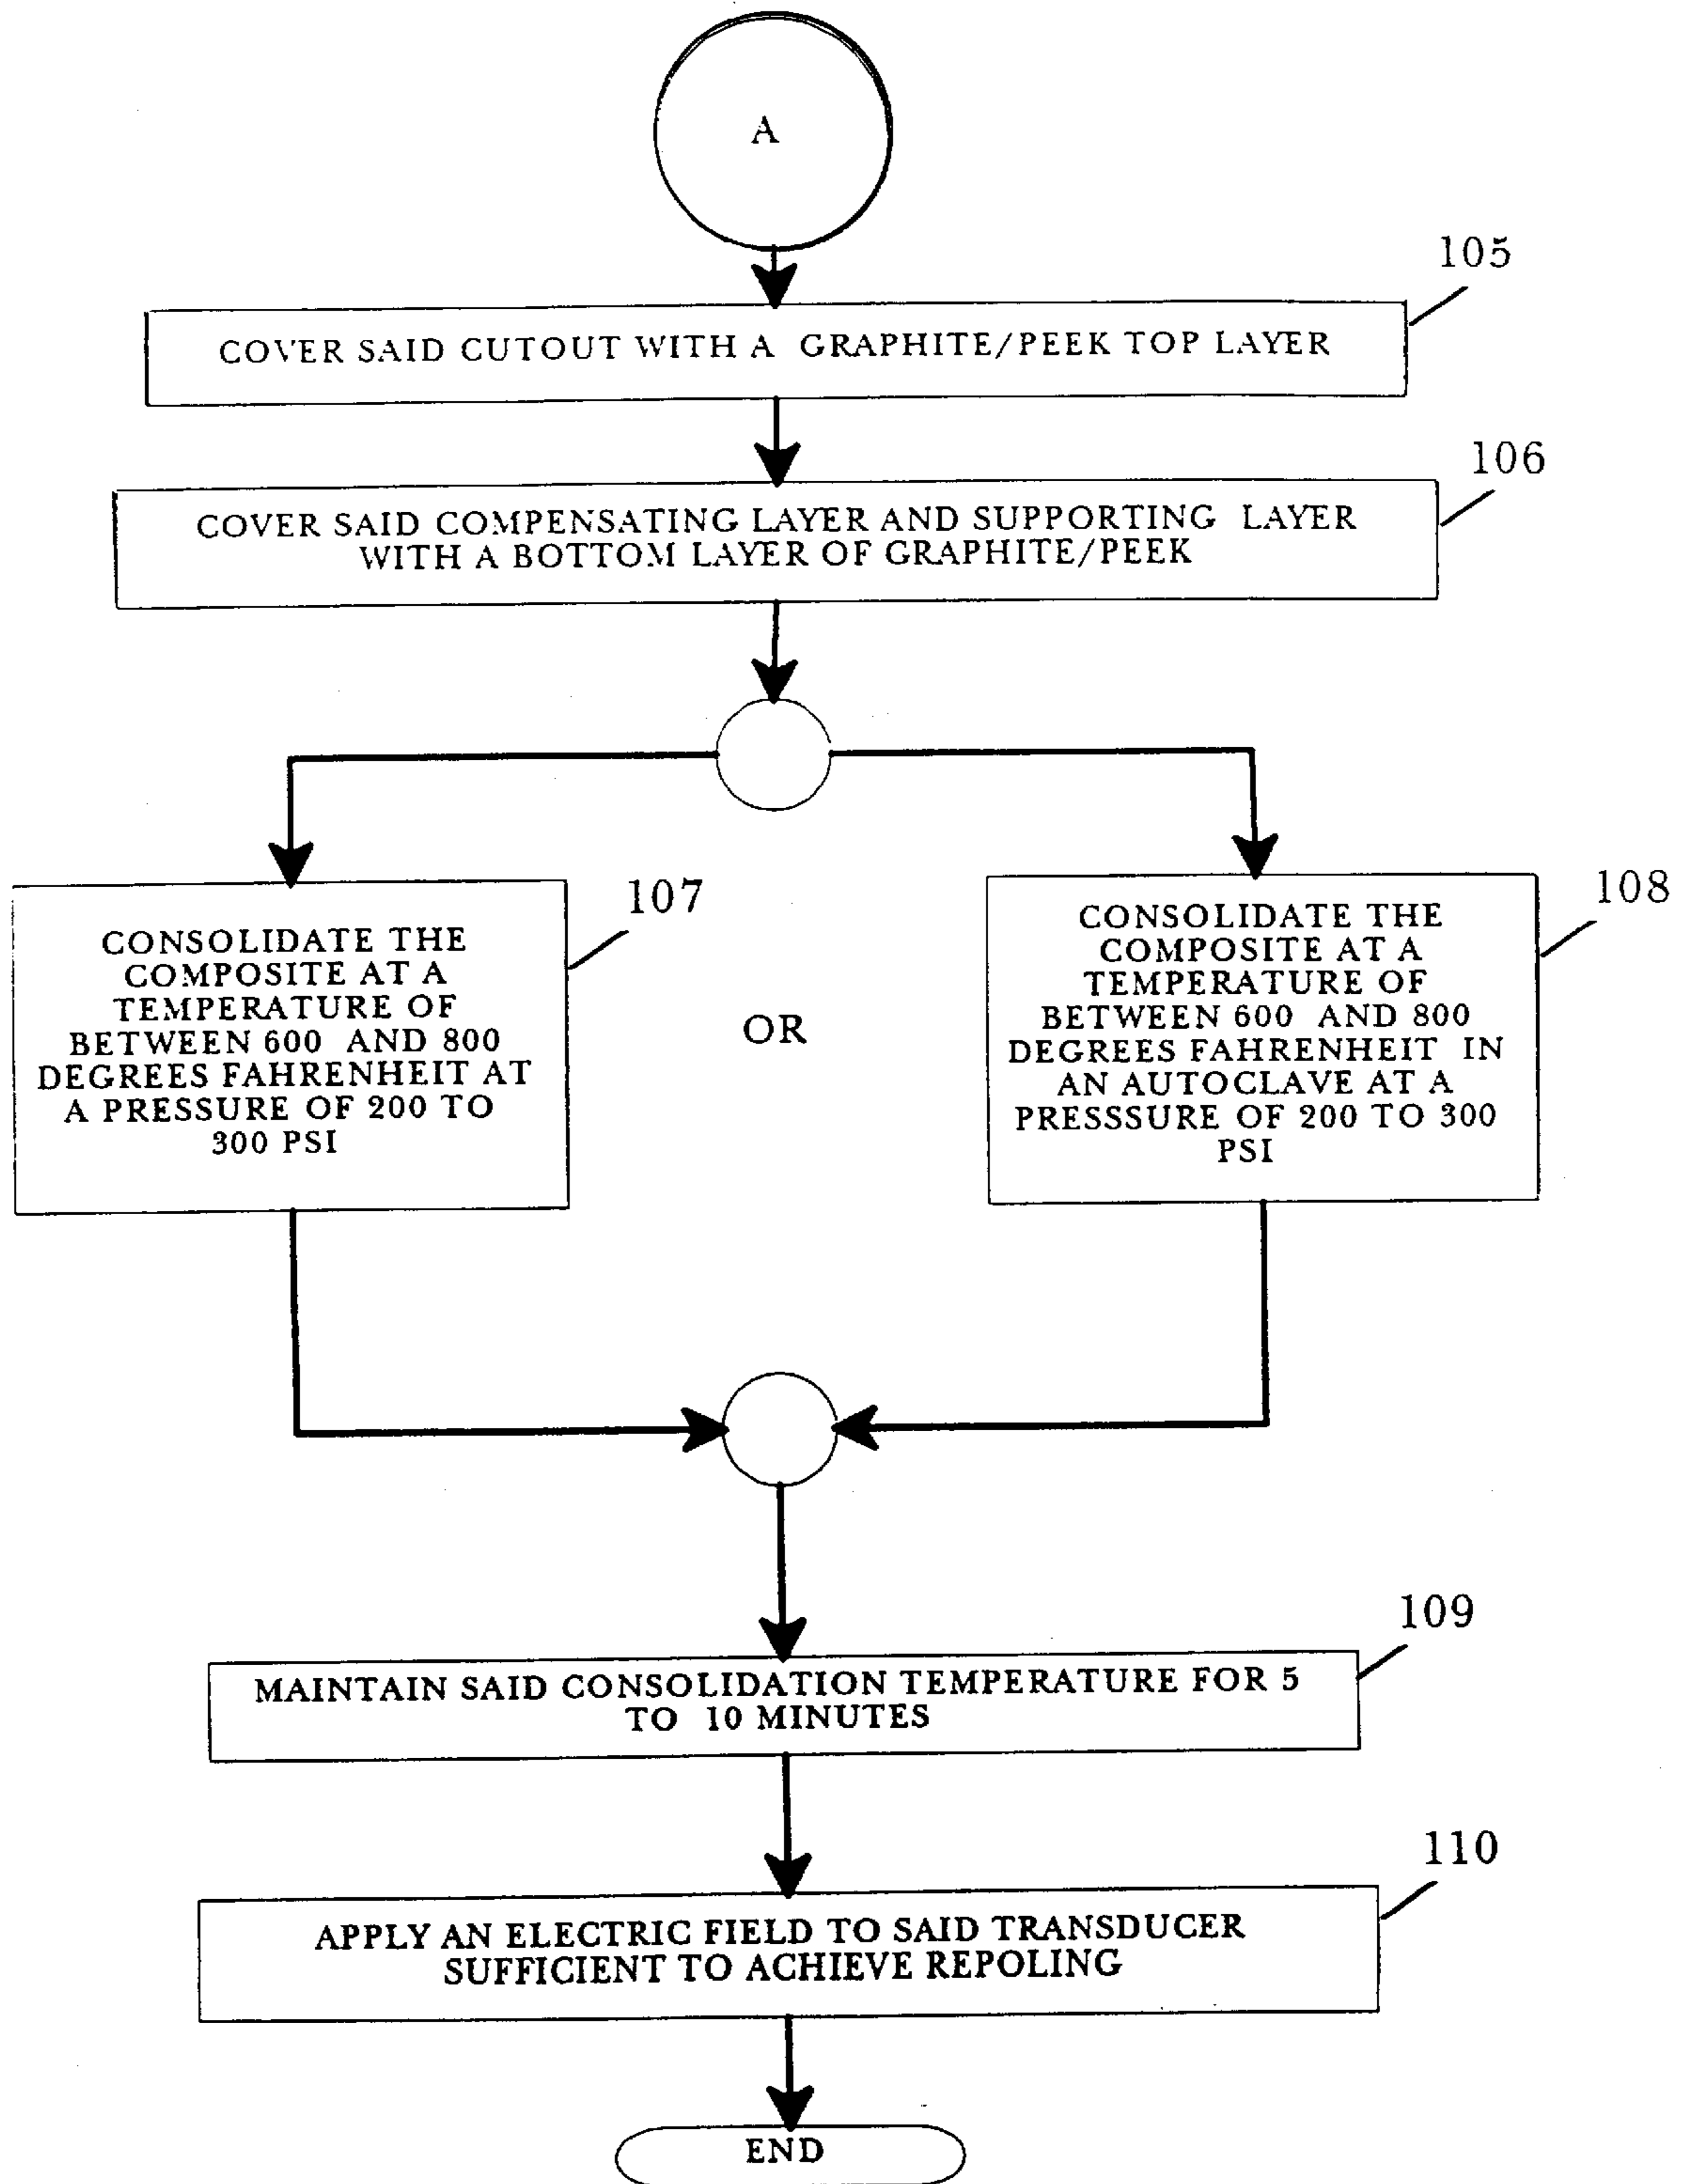 A
105
COVER SAID CUTOUT WITH A GRAPHITE/PEEK TOP LAYER
106
COVER SAID COMPENSATING LAYER AND SUPPORTING LAYER
WITH A BOTTOM LAYER OF GRAPHITE/PEEK
107
CONSOLIDATE THE
COMPOSITE AT A
TEMPERATURE OF
BETWEEN 600 AND 800
DEGREES FAHRENHEIT AT
A PRESSURE OF 200 TO
300 PSI
OR
108
CONSOLIDATE THE
COMPOSITE AT A
TEMPERATURE OF
BETWEEN 600 AND 800
DEGREES FAHRENHEIT IN
AN AUTOCLAVE AT A
PRESSSURE OF 200 TO 300
PSI
109
MAINTAIN SAID CONSOLIDATION TEMPERATURE FOR 5
TO 10 MINUTES
110
APPLY AN ELECTRIC FIELD TO SAID TRANSDUCER
SUFFICIENT TO ACHIEVE REPOLING
END